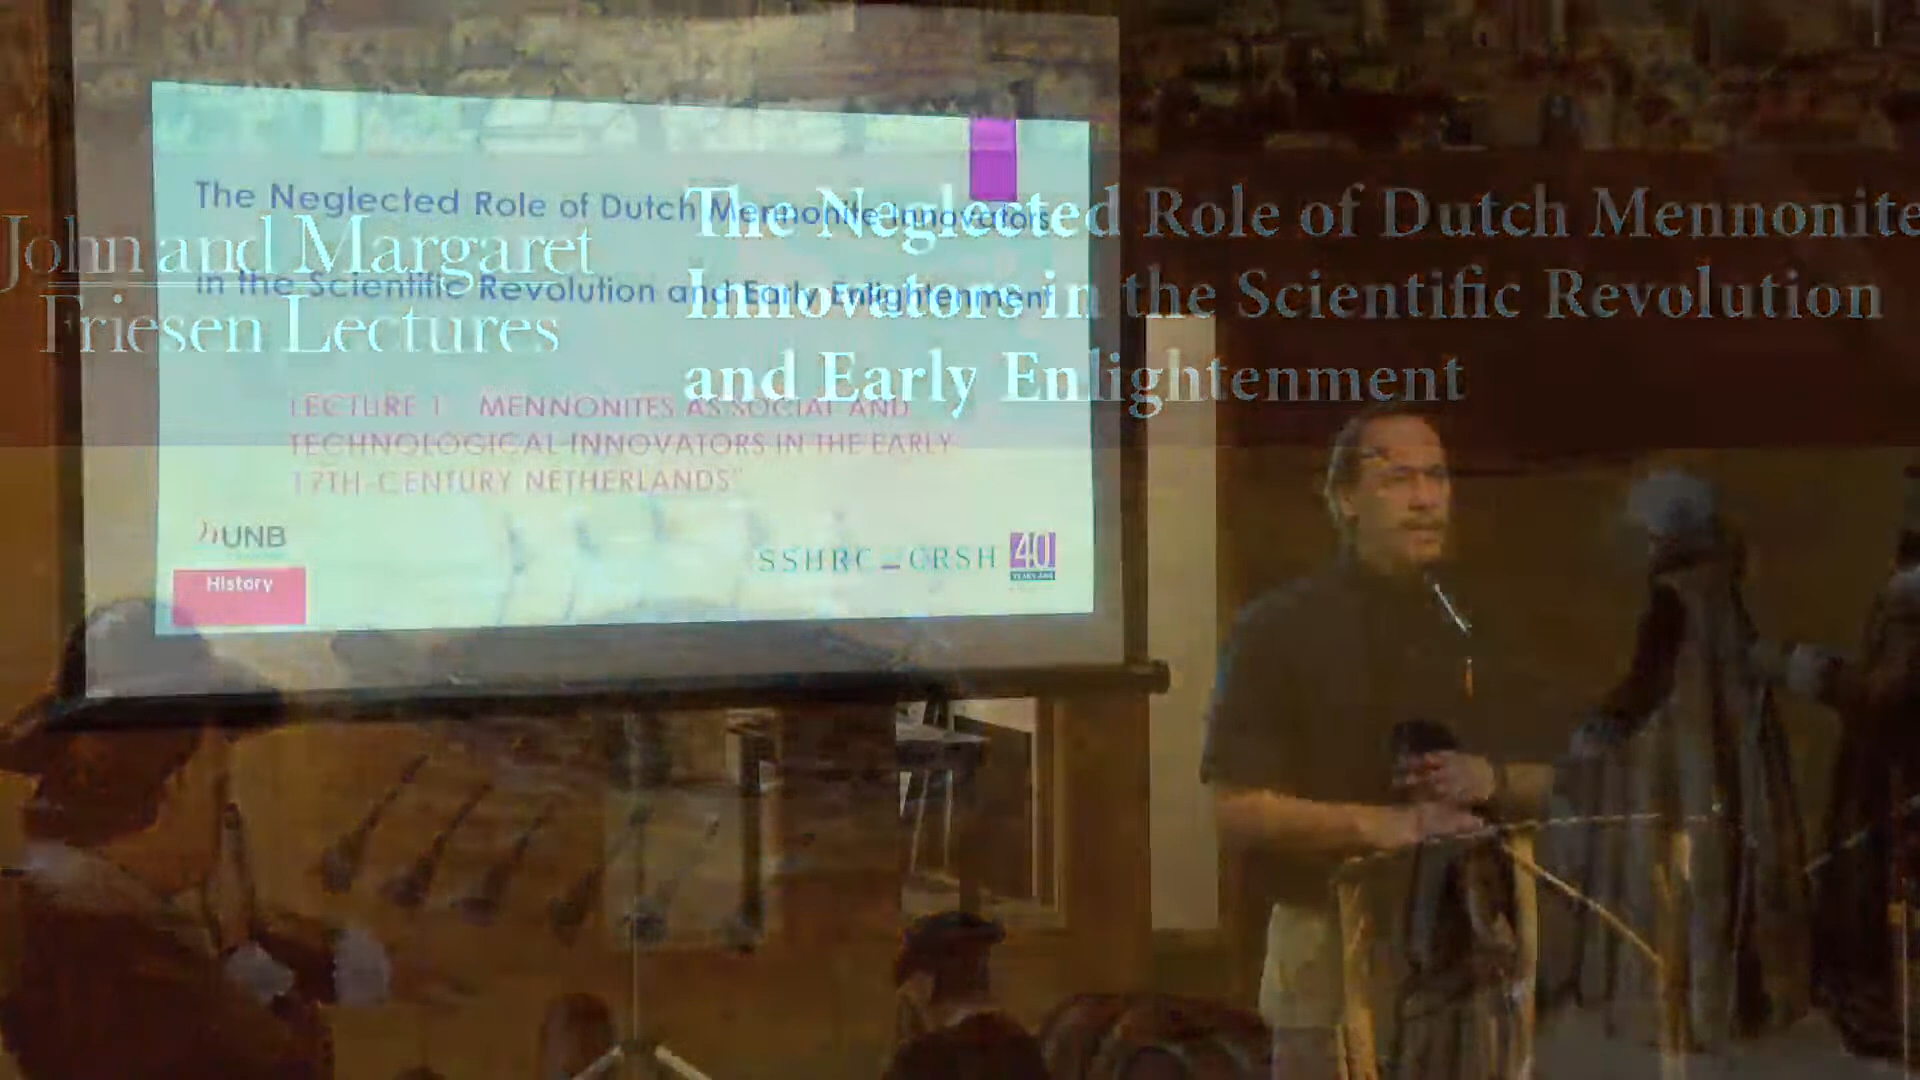 John and Margaret
Friesen Lectures
The Neglected Role of Dutch Mennonite
Innovators in the Scientific Revolution
and Early Enlightenment
The Neglected Role of Dutch Mennonite Innovators
in the Scientific Revolution and Early Enlightenment
LECTURE 1 MENNONITES AS SOCIAL AND
TECHNOLOGICAL INNOVATORS IN THE EARLY
17TH-CENTURY NETHERLANDS"
UNB
History
SSHRC CRSH
40